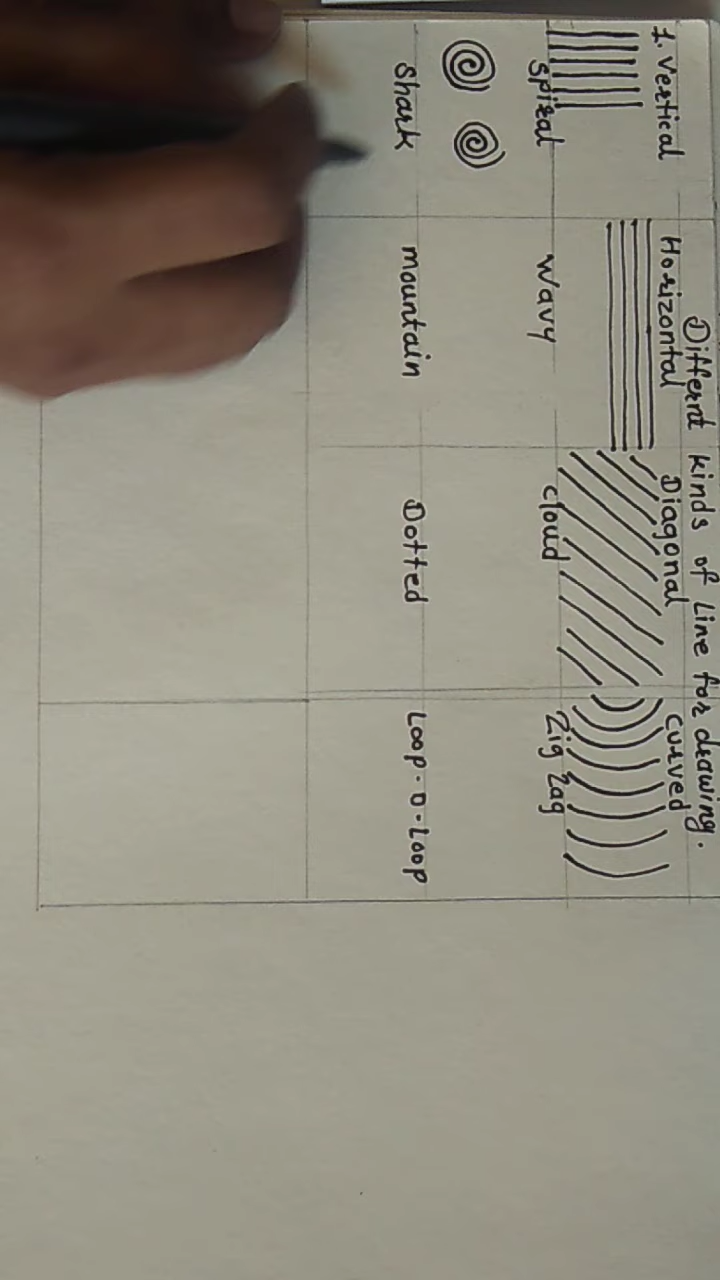 Differnt kinds of Line for drawing.
1. Vertical Horizontal Diagonal curved
Spiral wavy cloud Zig Zag
Shark mountain Dotted Loop-O-Loop